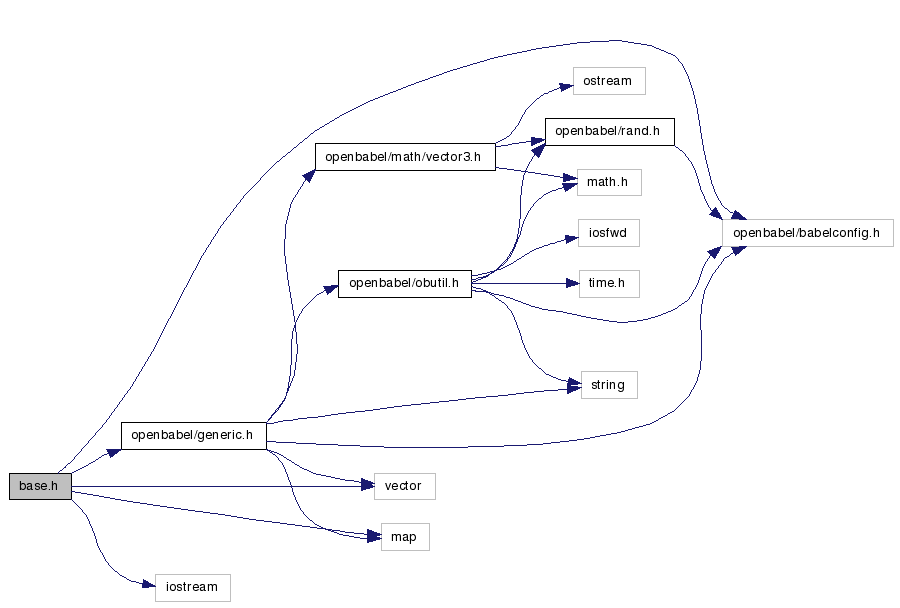 ostream
openbabel/rand.h
openbabel/math/vector3.h
math.h
iosfwd
openbabel/babelconfig.h
openbabel/obutil.h
time.h
string
openbabel/generic.h
base.h
vector
map
iostream